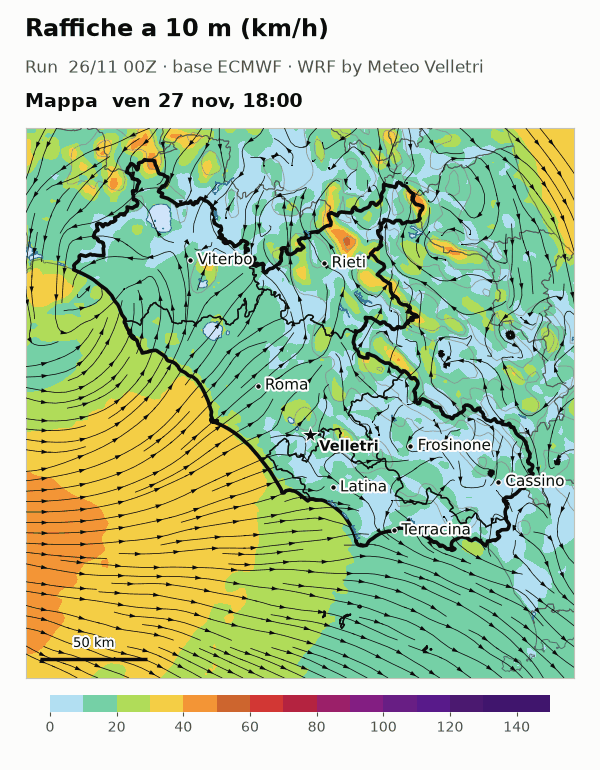 Raffiche a 10 m (km/h)
Run  26/11 00Z · base ECMWF · WRF by Meteo Velletri
Mappa  ven 27 nov, 18:00
Viterbo
Rieti
Roma
Velletri
Frosinone
Cassino
Latina
Terracina
50 km
0 20 40 60 80 100 120 140